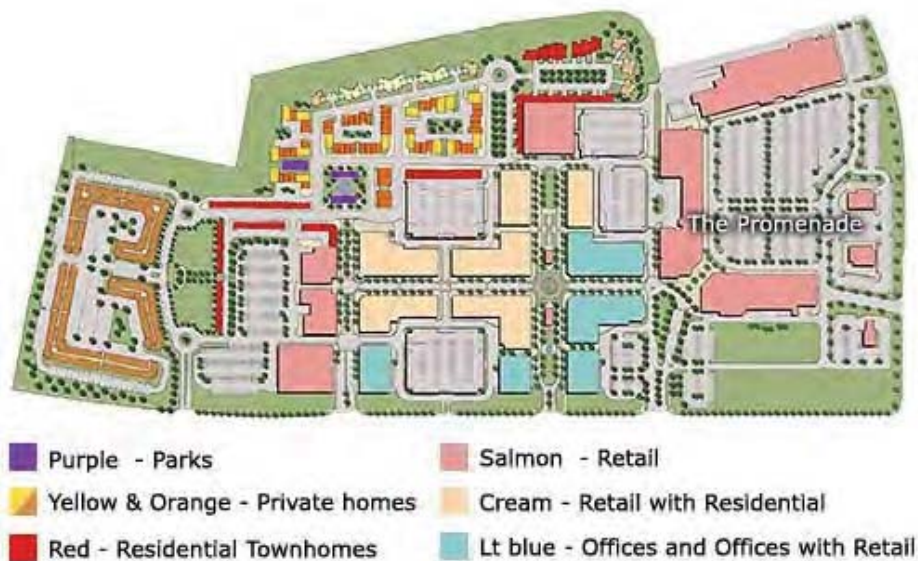 The Promenade
Purple - Parks
Yellow & Orange - Private homes
Red - Residential Townhomes
Salmon - Retail
Cream - Retail with Residential
Lt blue - Offices and Offices with Retail